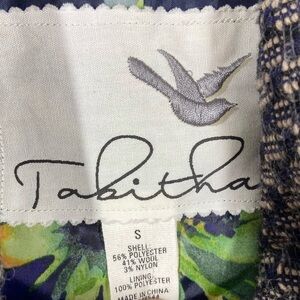 Tabitha
S
SHELL:
56% POLYESTER
41% WOOL
3% NYLON
LINING:
100% POLYESTER
MADE IN CHINA